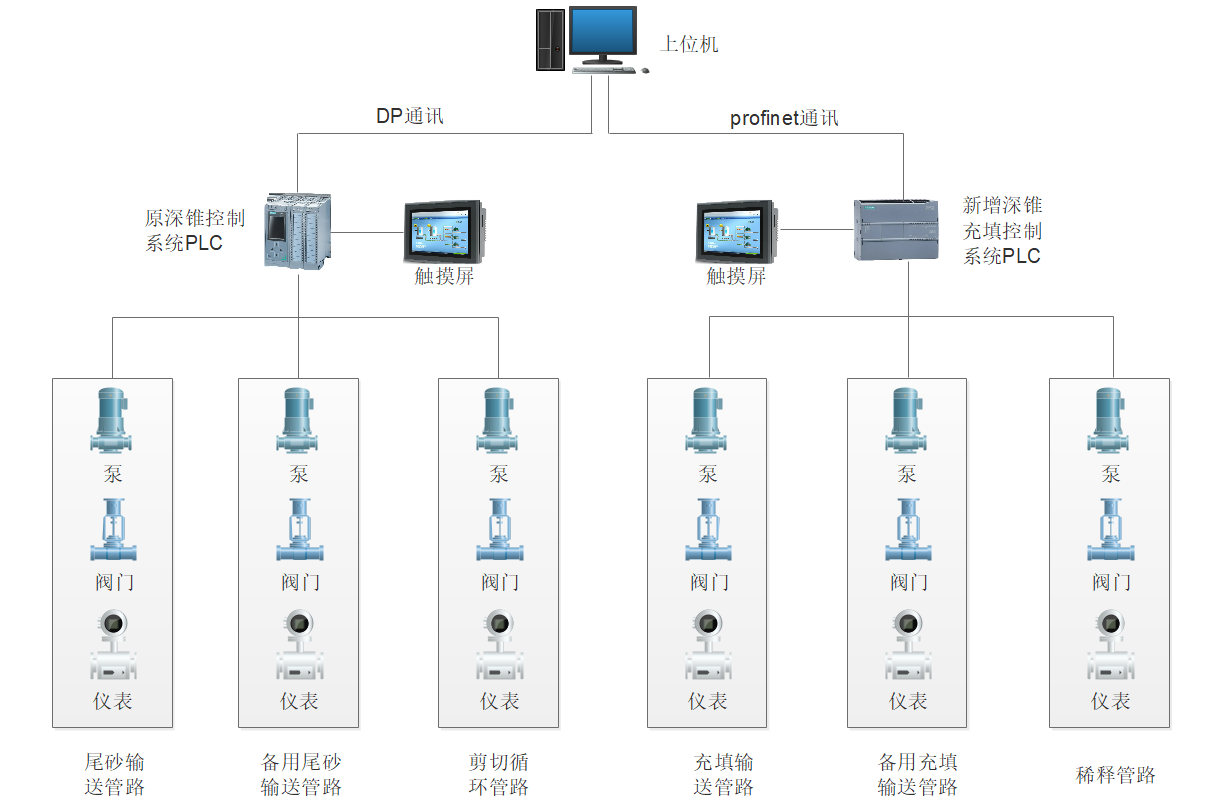 上位机
DP通讯
profinet通讯
原深锥控制
系统PLC
触摸屏
触摸屏
新增深锥
充填控制
系统PLC
泵
泵
泵
泵
泵
泵
阀门
阀门
阀门
阀门
阀门
阀门
仪表
仪表
仪表
仪表
仪表
仪表
尾砂输
送管路
备用尾砂
输送管路
剪切循
环管路
充填输
送管路
备用充填
输送管路
稀释管路